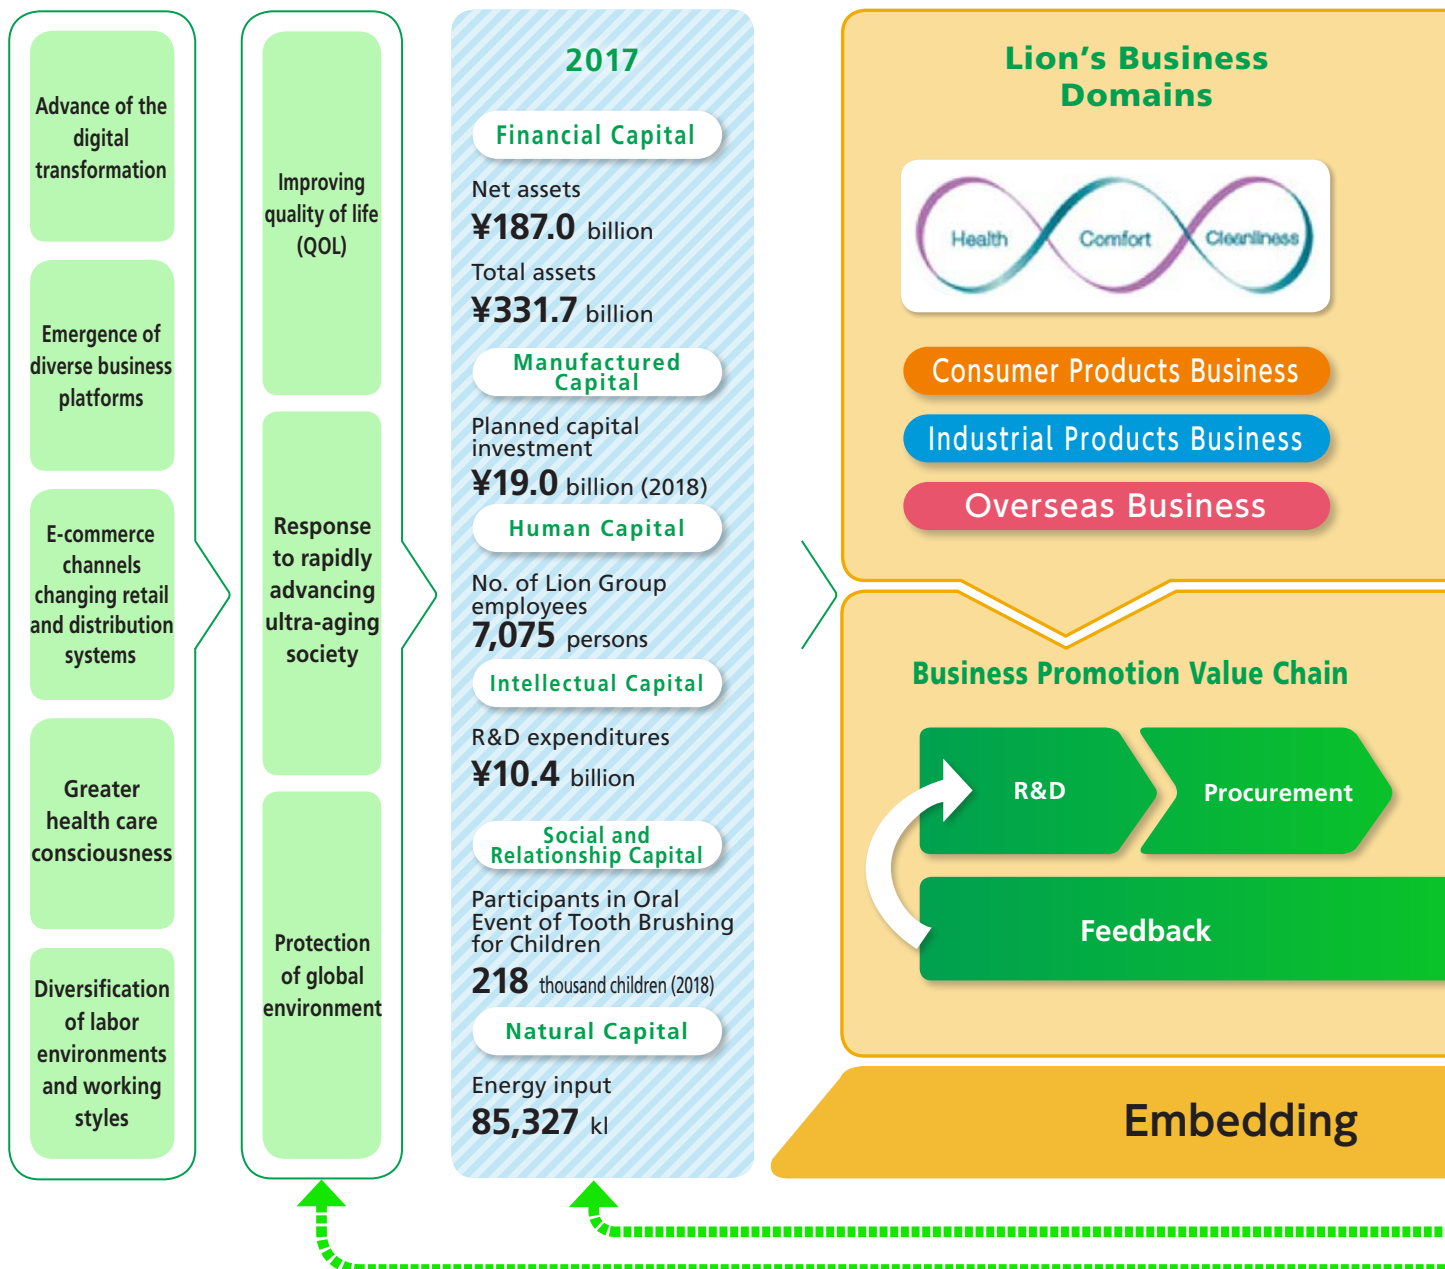 Advance of the
digital
transformation
Emergence of
diverse business
platforms
E-commerce
channels
changing retail
and distribution
systems
Greater
health care
consciousness
Diversification
of labor
environments
and working
styles
Improving
quality of life
(QOL)
Response
to rapidly
advancing
ultra-aging
society
Protection
of global
environment
2017
Financial Capital
Net assets
¥187.0 billion
Total assets
¥331.7 billion
Manufactured
Capital
Planned capital
investment
¥19.0 billion (2018)
Human Capital
No. of Lion Group
employees
7,075 persons
Intellectual Capital
R&D expenditures
¥10.4 billion
Social and
Relationship Capital
Participants in Oral
Event of Tooth Brushing
for Children
218 thousand children (2018)
Natural Capital
Energy input
85,327 kl
Lion's Business
Domains
Health Comfort Cleanliness
Consumer Products Business
Industrial Products Business
Overseas Business
Business Promotion Value Chain
R&D Procurement
Feedback
Embedding